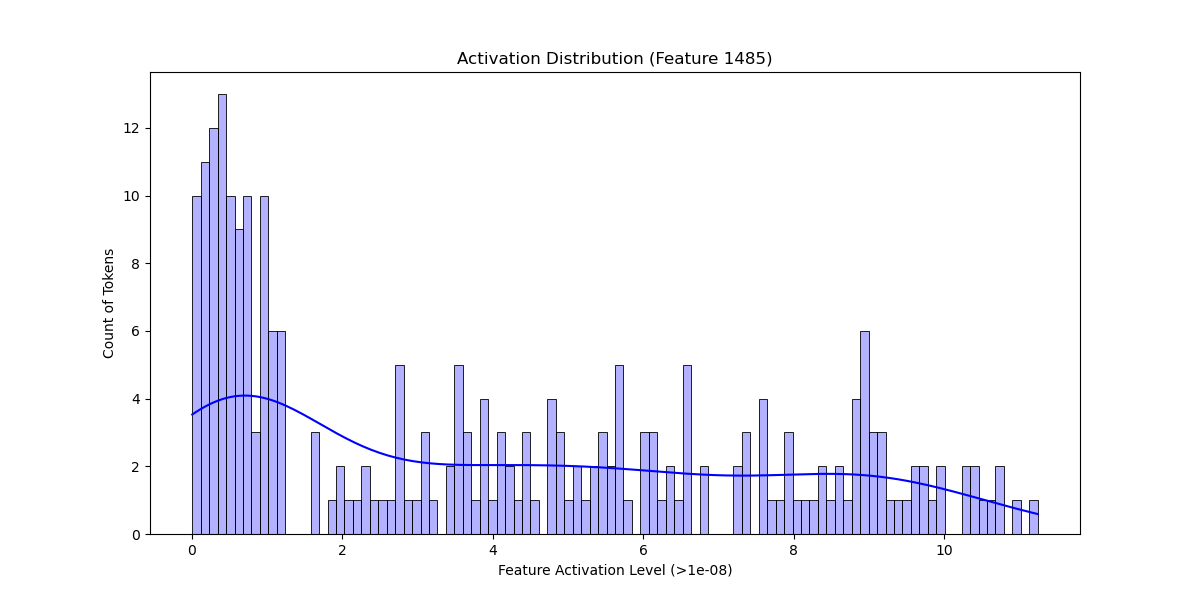 Activation Distribution (Feature 1485)
12
10
8
6
4
2
0
Count of Tokens
0 2 4 6 8 10
Feature Activation Level (>1e-08)